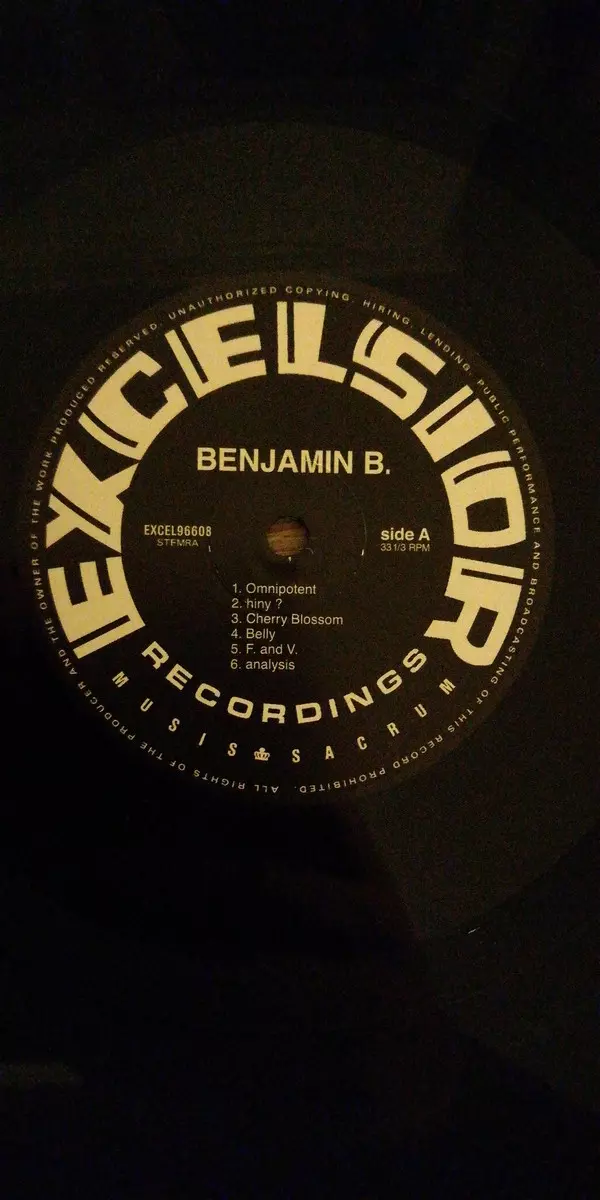 EXCELSIOR
BENJAMIN B.
EXCEL96608
STEMRA
side A
33 1/3 RPM
1. Omnipotent
2. hiny ?
3. Cherry Blossom
4. Belly
5. F. and V.
6. analysis
RECORDINGS
MUSIS SACRUM
ALL RIGHTS OF THE PRODUCER AND THE OWNER OF THE WORK PRODUCED RESERVED. UNAUTHORIZED COPYING, HIRING, LENDING, PUBLIC PERFORMANCE AND BROADCASTING OF THIS RECORD PROHIBITED.